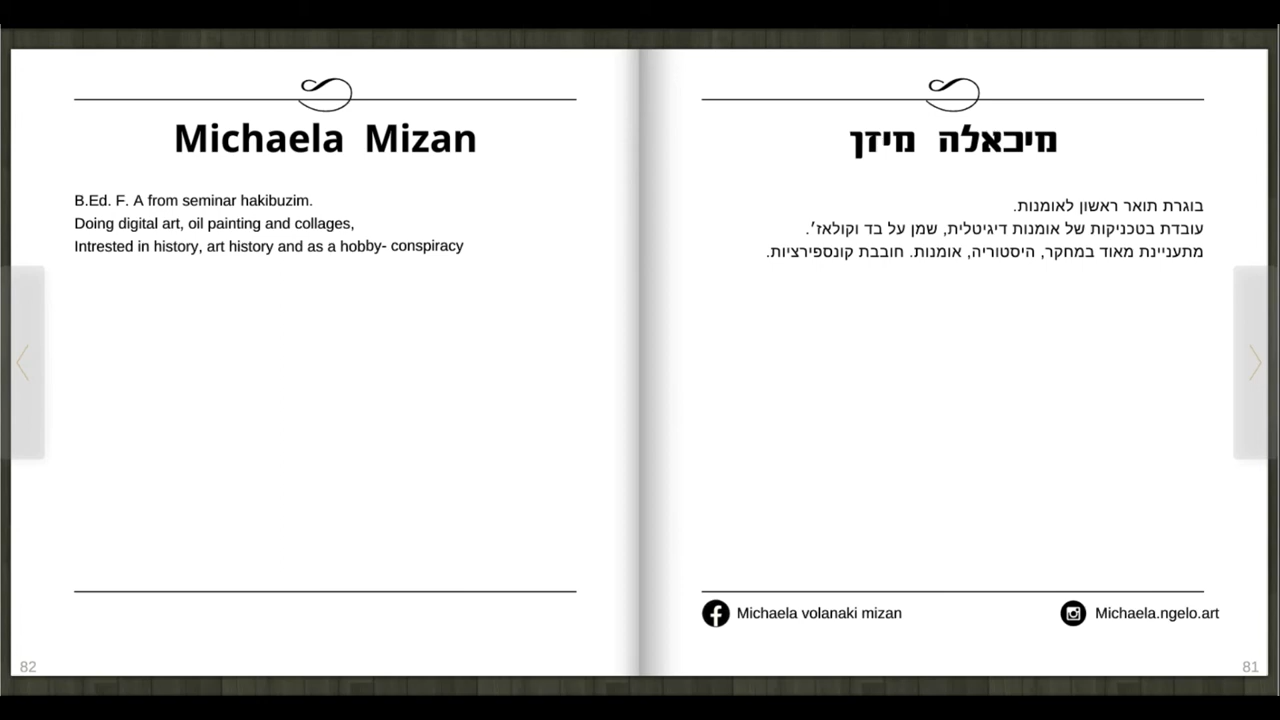 Michaela Mizan
B.Ed. F. A from seminar hakibuzim.
Doing digital art, oil painting and collages,
Intrested in history, art history and as a hobby- conspiracy
82
מיכאלה מיזן
בוגרת תואר ראשון לאומנות.
עובדת בטכניקות של אומנות דיגיטלית, שמן על בד וקולאז׳.
מתעניינת מאוד במחקר, היסטוריה, אומנות. חובבת קונספירציות.
Michaela volanaki mizan
Michaela.ngelo.art
81